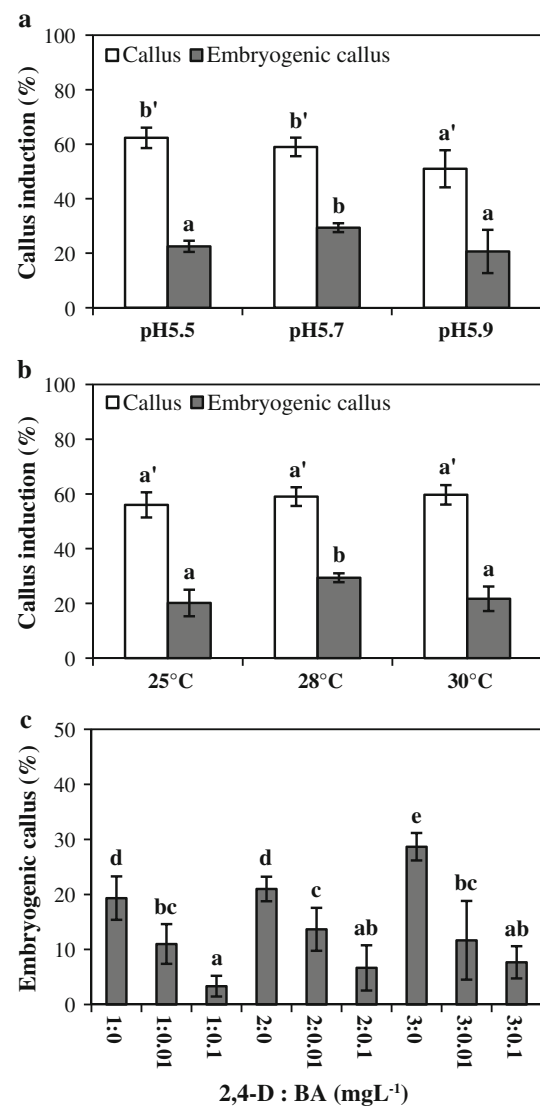 a
100
80
60
40
20
0
Callus induction (%)
Callus Embryogenic callus
b' b' a'
a b a
pH5.5 pH5.7 pH5.9
b
100
80
60
40
20
0
Callus induction (%)
Callus Embryogenic callus
a' a' a'
a b a
25°C 28°C 30°C
c
50
40
30
20
10
0
Embryogenic callus (%)
d bc a d c ab e bc ab
1:0 1:0.01 1:0.1 2:0 2:0.01 2:0.1 3:0 3:0.01 3:0.1
2,4-D : BA (mgL⁻¹)